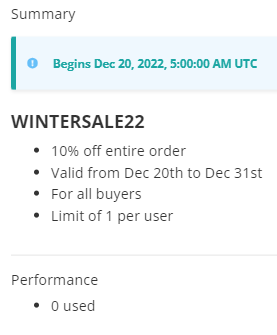 Summary
Begins Dec 20, 2022, 5:00:00 AM UTC
WINTERSALE22
10% off entire order
Valid from Dec 20th to Dec 31st
For all buyers
Limit of 1 per user
Performance
0 used